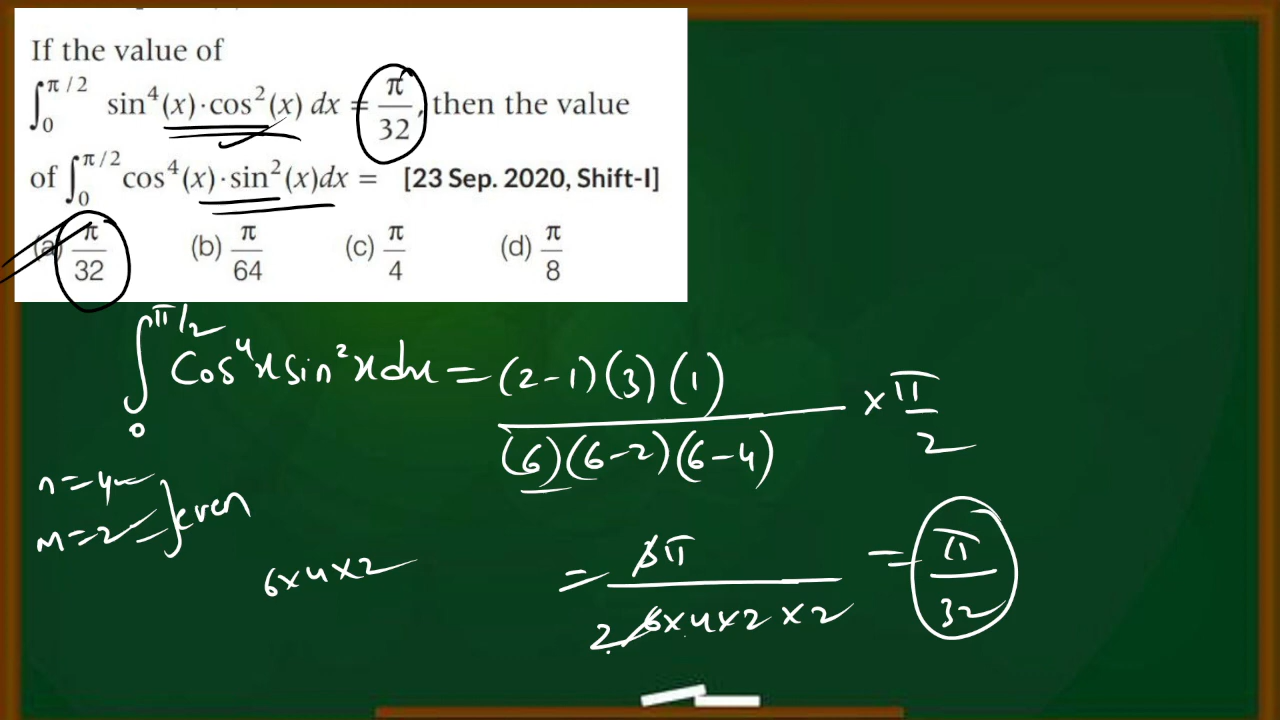 If the value of
∫₀^π/2 sin⁴(x)·cos²(x) dx = π/32, then the value
of ∫₀^π/2 cos⁴(x)·sin²(x)dx = [23 Sep. 2020, Shift-I]
(a) π/32 (b) π/64 (c) π/4 (d) π/8
∫₀^π/2 Cos⁴x sin²x dx = (2-1)(3)(1) / (6)(6-2)(6-4) × π/2
n=4
m=2 } even
6×4×2
= 3π / 2 6×4×2×2 = π/32